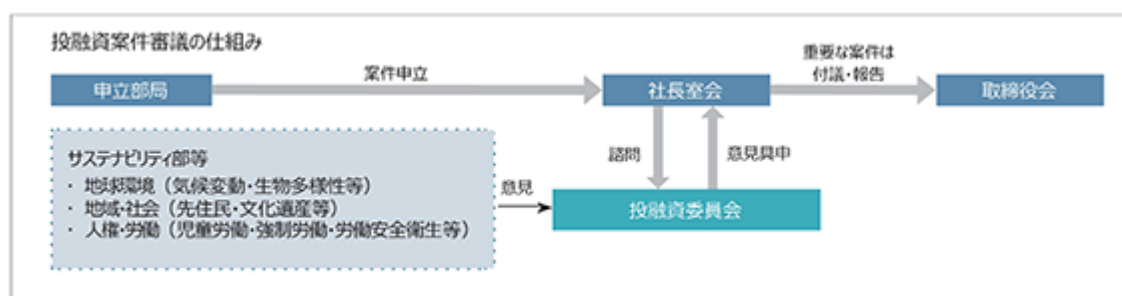 投融資案件審議の仕組み
申立部局
案件申立
社長室会
重要な案件は
付議・報告
取締役会
諮問
意見具申
サステナビリティ部等
・ 地球環境（気候変動・生物多様性等）
・ 地域・社会（先住民・文化遺産等）
・ 人権・労働（児童労働・強制労働・労働安全衛生等）
意見
投融資委員会